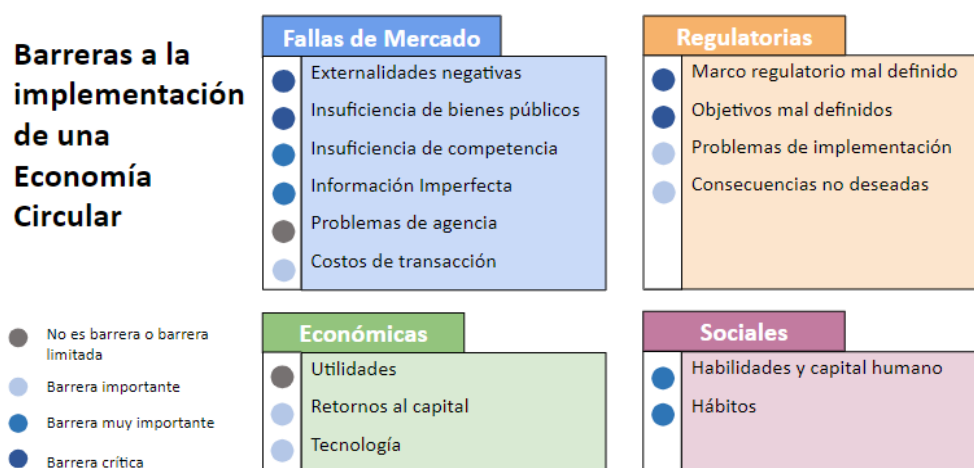 Barreras a la
implementación
de una
Economía
Circular
Fallas de Mercado
Externalidades negativas
Insuficiencia de bienes públicos
Insuficiencia de competencia
Información Imperfecta
Problemas de agencia
Costos de transacción
Regulatorias
Marco regulatorio mal definido
Objetivos mal definidos
Problemas de implementación
Consecuencias no deseadas
No es barrera o barrera
limitada
Barrera importante
Barrera muy importante
Barrera crítica
Económicas
Utilidades
Retornos al capital
Tecnología
Sociales
Habilidades y capital humano
Hábitos